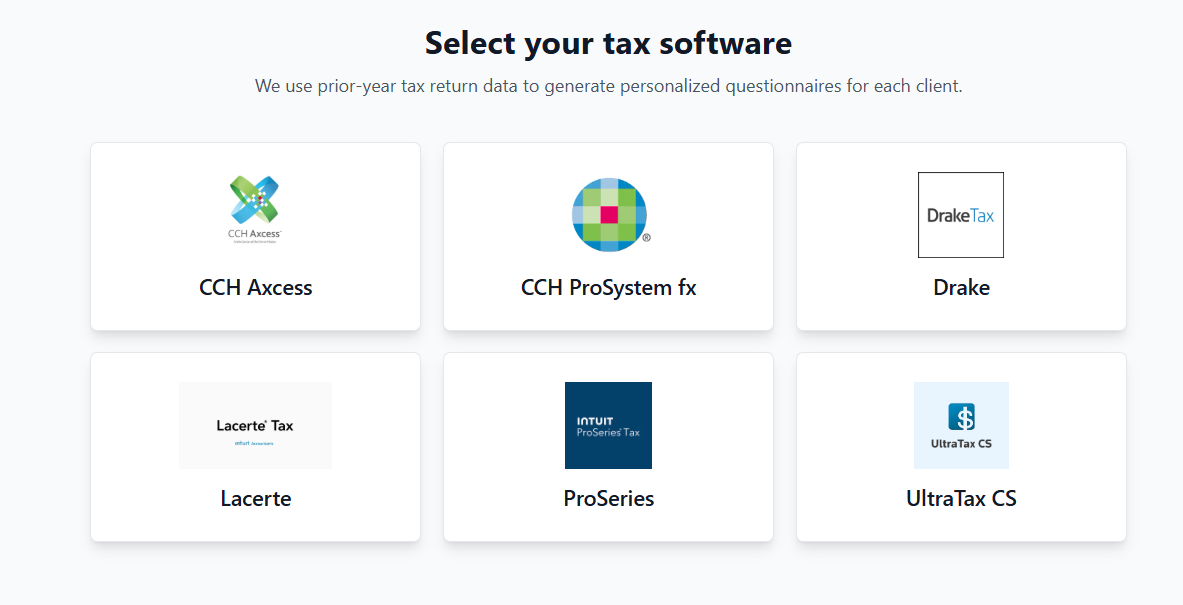 Select your tax software
We use prior-year tax return data to generate personalized questionnaires for each client.
CCH Axcess
CCH Axcess
CCH ProSystem fx
®
DrakeTax
Drake
Lacerte® Tax
intuit Accountants
Lacerte
INTUIT
ProSeries® Tax
ProSeries
$
UltraTax CS
UltraTax CS